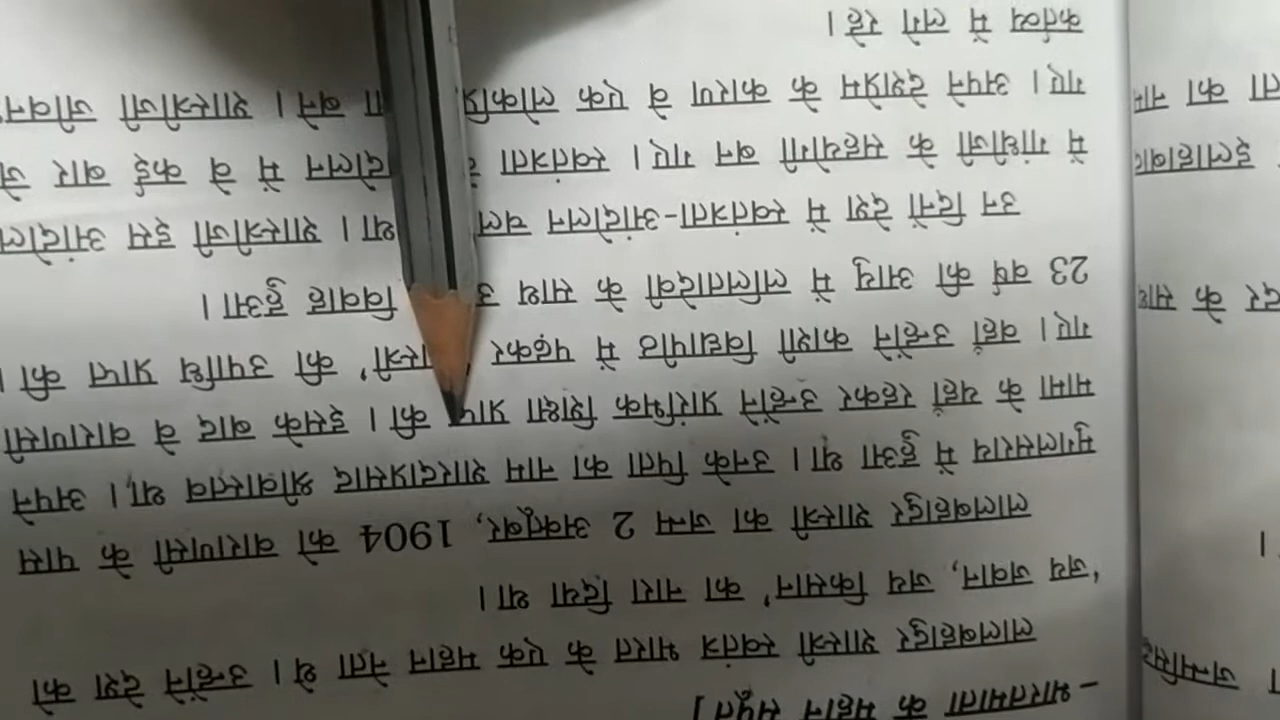 – भारतमाता के महान सपूत]
लालबहादुर शास्त्री स्वतंत्र भारत के एक महान नेता थे। उन्होंने देश को
'जय जवान, जय किसान' का नारा दिया था।
लालबहादुर शास्त्री का जन्म 2 अक्तूबर, 1904 को वाराणसी के पास
मुगलसराय में हुआ था। उनके पिता का नाम शारदाप्रसाद श्रीवास्तव था। अपने
मामा के यहाँ रहकर उन्होंने प्रारंभिक शिक्षा की। इसके बाद वे वाराणसी
गए। वहाँ उन्होंने काशी विद्यापीठ में पढ़कर की उपाधि प्राप्त की।
23 वर्ष की आयु में ललितादेवी के साथ विवाह हुआ।
उन दिनों देश में स्वतंत्रता-आंदोलन चल था। शास्त्रीजी इस
में गांधीजी के सहयोगी बन गए। स्वतंत्रता में वे कई बार
गए। अपने देशप्रेम के कारण वे एक बने। शास्त्रीजी
कर्तव्य में लगे रहे।
का
इलाहाबाद
के साथ